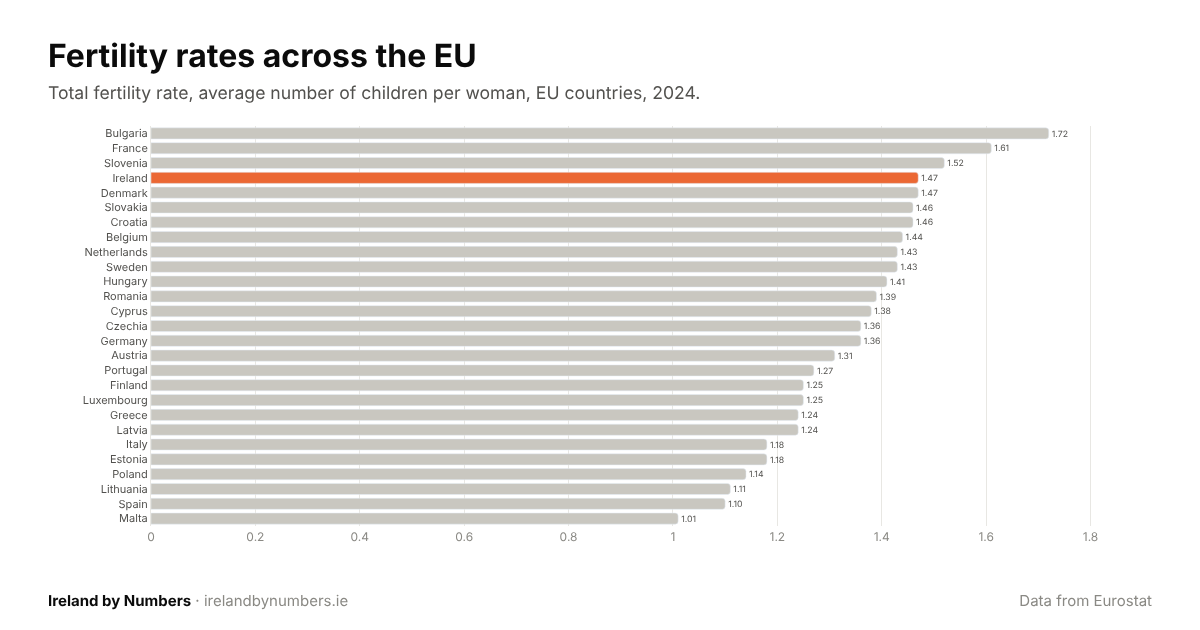 Fertility rates across the EU
Total fertility rate, average number of children per woman, EU countries, 2024.
Bulgaria 1.72
France 1.61
Slovenia 1.52
Ireland 1.47
Denmark 1.47
Slovakia 1.46
Croatia 1.46
Belgium 1.44
Netherlands 1.43
Sweden 1.43
Hungary 1.41
Romania 1.39
Cyprus 1.38
Czechia 1.36
Germany 1.36
Austria 1.31
Portugal 1.27
Finland 1.25
Luxembourg 1.25
Greece 1.24
Latvia 1.24
Italy 1.18
Estonia 1.18
Poland 1.14
Lithuania 1.11
Spain 1.10
Malta 1.01
0 0.2 0.4 0.6 0.8 1 1.2 1.4 1.6 1.8
Ireland by Numbers · irelandbynumbers.ie Data from Eurostat